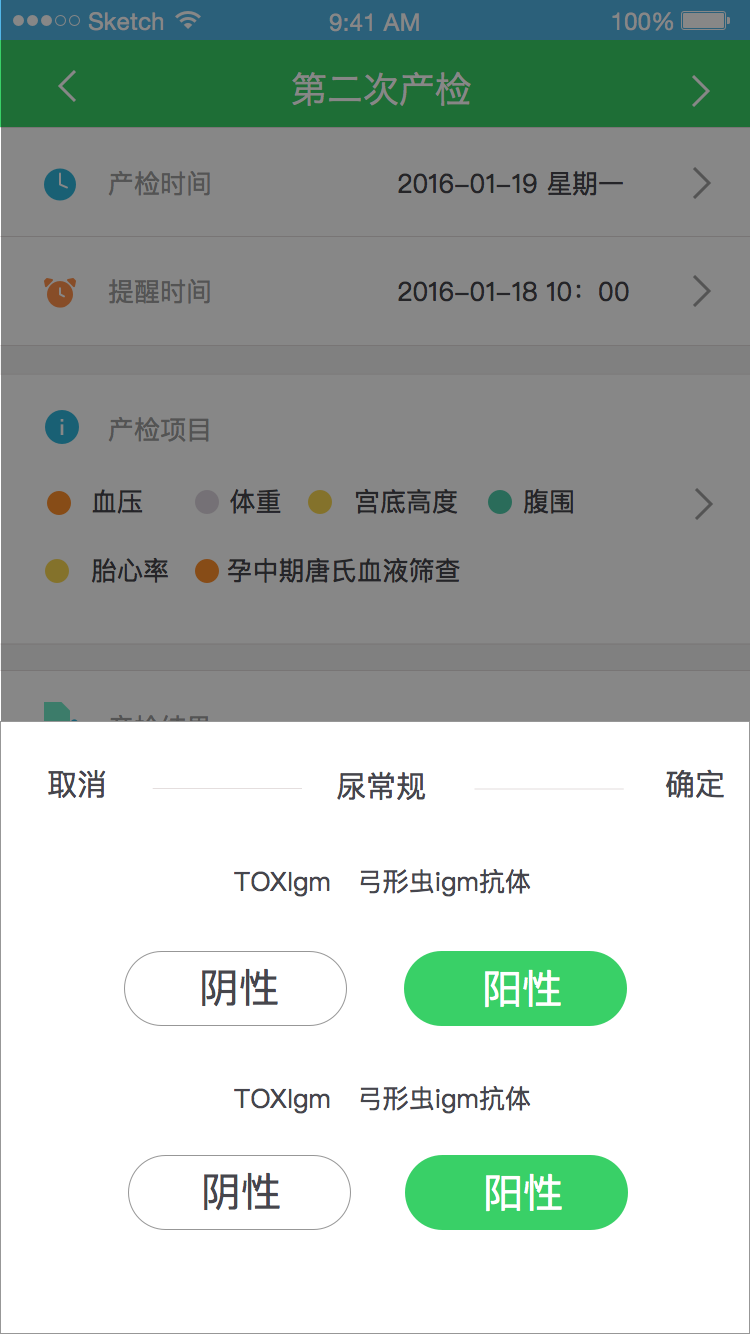 Sketch 9:41 AM 100%
第二次产检
产检时间 2016-01-19 星期一
提醒时间 2016-01-18 10：00
产检项目
血压 体重 宫底高度 腹围
胎心率 孕中期唐氏血液筛查
取消 尿常规 确定
TOXIgm 弓形虫igm抗体
阴性 阳性
TOXIgm 弓形虫igm抗体
阴性 阳性